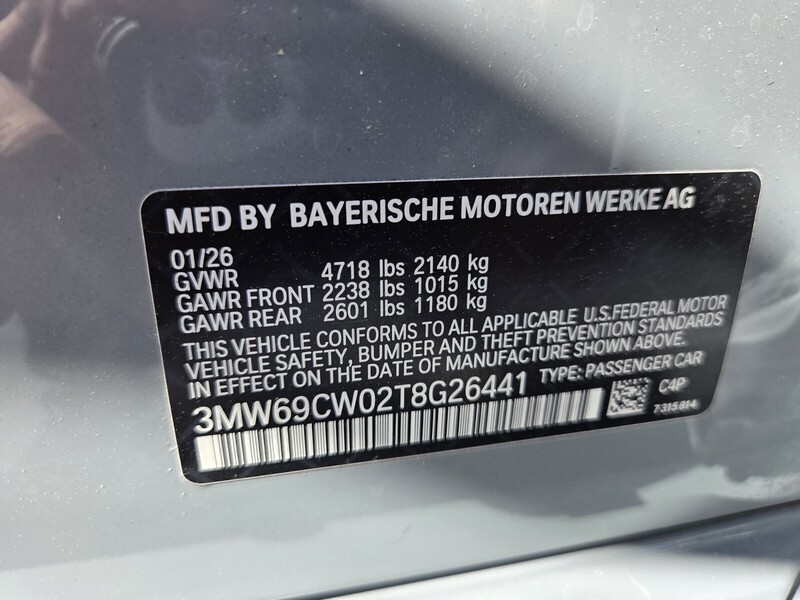 MFD BY BAYERISCHE MOTOREN WERKE AG
01/26
GVWR 4718 lbs 2140 kg
GAWR FRONT 2238 lbs 1015 kg
GAWR REAR 2601 lbs 1180 kg
THIS VEHICLE CONFORMS TO ALL APPLICABLE U.S.FEDERAL MOTOR
VEHICLE SAFETY, BUMPER AND THEFT PREVENTION STANDARDS
IN EFFECT ON THE DATE OF MANUFACTURE SHOWN ABOVE.
3MW69CW02T8G26441 TYPE: PASSENGER CAR
C4P
7315814